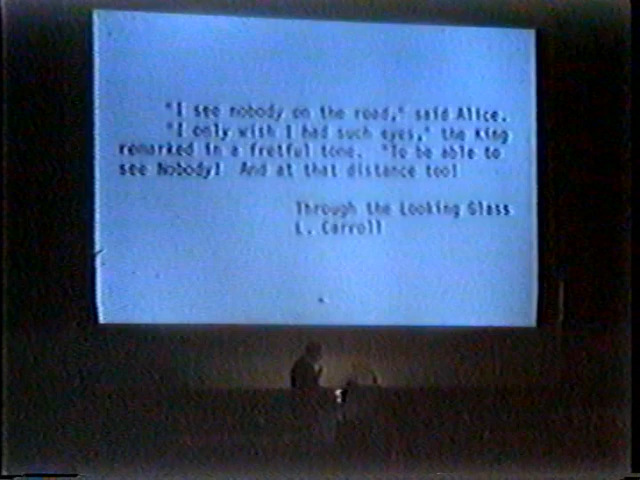 "I see nobody on the road," said Alice.
"I only wish I had such eyes," the King
remarked in a fretful tone. "To be able to
see Nobody! And at that distance too!
Through the Looking Glass
L. Carroll